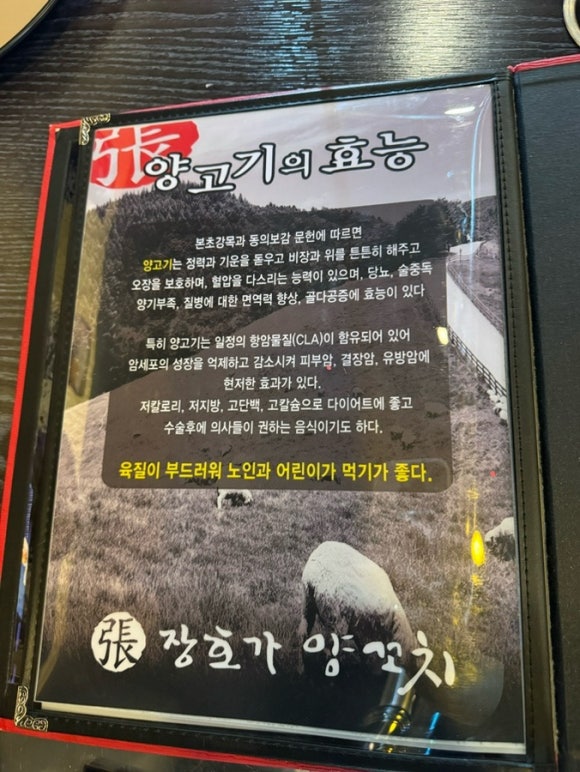 張
양고기의 효능
본초강목과 동의보감 문헌에 따르면
양고기는 정력과 기운을 돋우고 비장과 위를 튼튼히 해주고
오장을 보호하며, 혈압을 다스리는 능력이 있으며, 당뇨, 술중독
양기부족, 질병에 대한 면역력 향상, 골다공증에 효능이 있다
특히 양고기는 일정의 항암물질(CLA)이 함유되어 있어
암세포의 성장을 억제하고 감소시켜 피부암, 결장암, 유방암에
현저한 효과가 있다.
저칼로리, 저지방, 고단백, 고칼슘으로 다이어트에 좋고
수술후에 의사들이 권하는 음식이기도 하다.
육질이 부드러워 노인과 어린이가 먹기가 좋다.
張 장호가 양꼬치